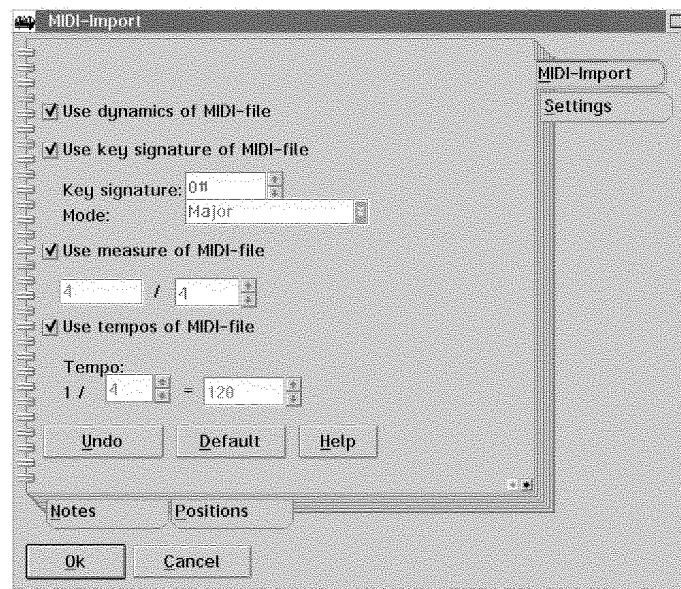 MIDI-Import
MIDI-Import
Settings
Use dynamics of MIDI-file
Use key signature of MIDI-file
Key signature: 0#
Mode: Major
Use measure of MIDI-file
4 / 4
Use tempos of MIDI-file
Tempo:
1 / 4 = 120
Undo Default Help
Notes Positions
Ok Cancel